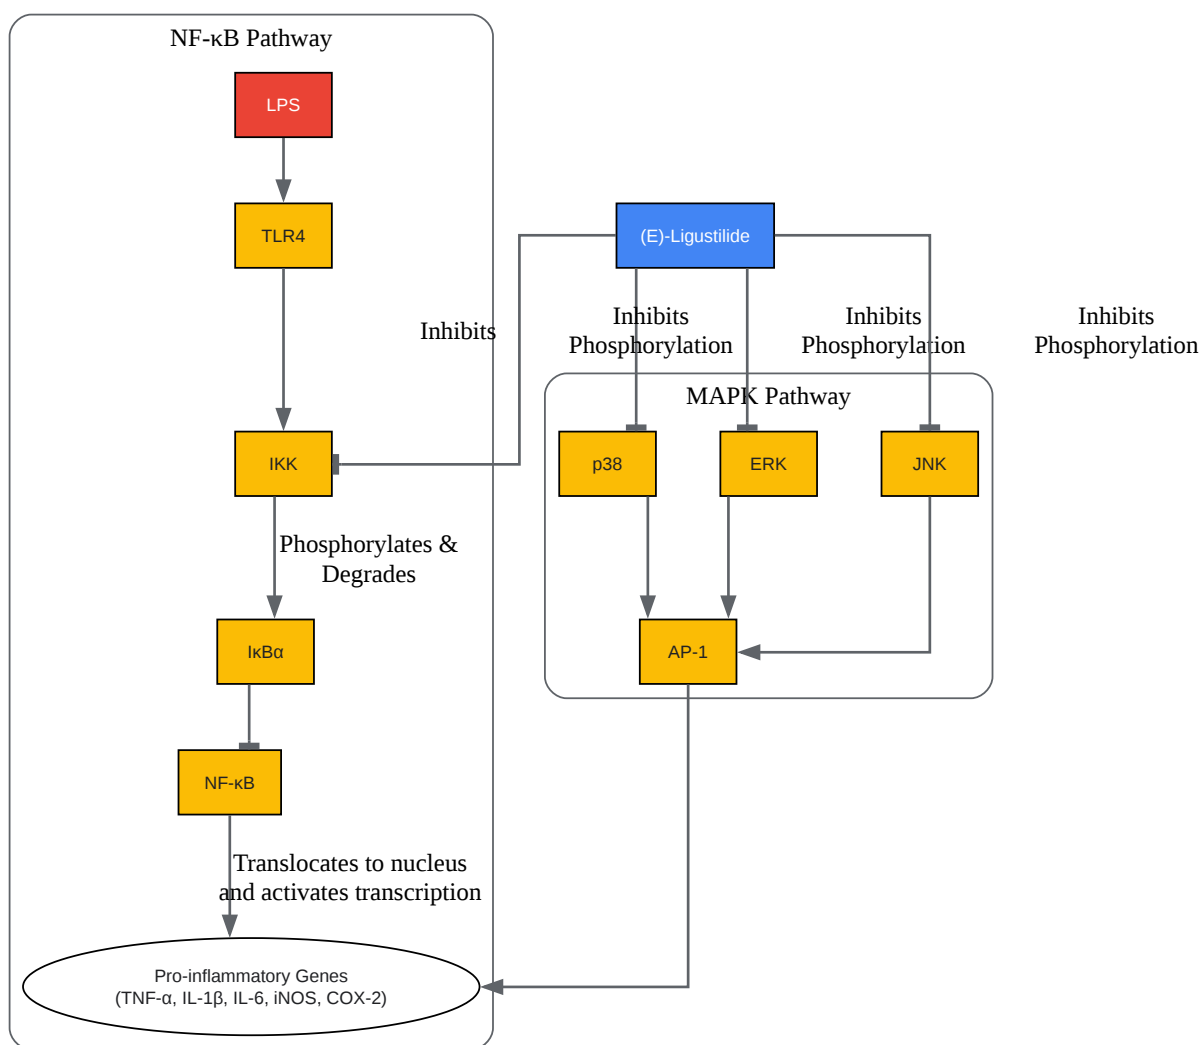 NF-κB Pathway
LPS
TLR4
(E)-Ligustilide
Inhibits
Inhibits
Phosphorylation
Inhibits
Phosphorylation
Inhibits
Phosphorylation
MAPK Pathway
IKK
p38
ERK
JNK
Phosphorylates &
Degrades
IκBα
AP-1
NF-κB
Translocates to nucleus
and activates transcription
Pro-inflammatory Genes
(TNF-α, IL-1β, IL-6, iNOS, COX-2)